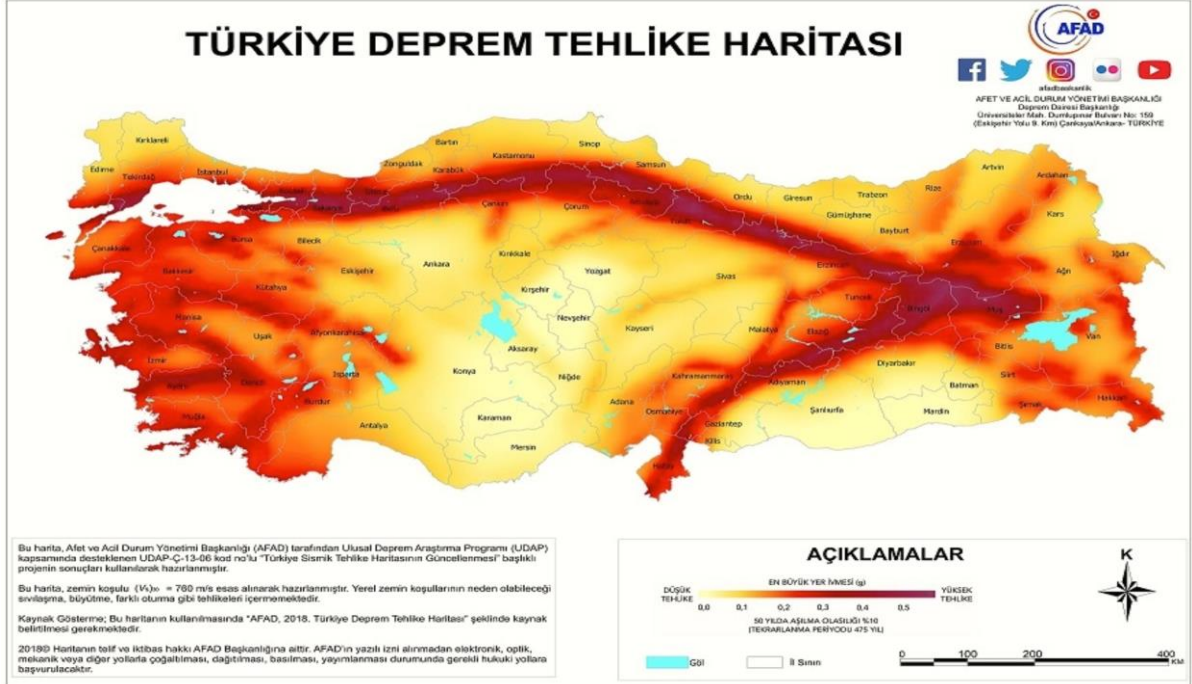 TÜRKİYE DEPREM TEHLİKE HARİTASI
AFAD
afadbaskanlik
AFET VE ACİL DURUM YÖNETİMİ BAŞKANLIĞI
Deprem Dairesi Başkanlığı
Üniversiteler Mah. Dumlupınar Bulvarı No: 159
(Eskişehir Yolu 9. Km) Çankaya/Ankara- TÜRKİYE
Kırklareli
Edirne
Tekirdağ
İstanbul
Zonguldak
Bartın
Karabük
Kastamonu
Sinop
Samsun
Ordu
Giresun
Trabzon
Rize
Artvin
Ardahan
Kars
Gümüşhane
Bayburt
Çankırı
Çorum
Tokat
Erzincan
Erzurum
Ağrı
Iğdır
Çanakkale
Bursa
Bilecik
Balıkesir
Kütahya
Eskişehir
Ankara
Kırıkkale
Yozgat
Kırşehir
Sivas
Tunceli
Bingöl
Muş
Manisa
Uşak
Afyonkarahisar
Nevşehir
Kayseri
Malatya
Elazığ
Bitlis
Van
Aksaray
Konya
Niğde
Kahramanmaraş
Adıyaman
Diyarbakır
Batman
Siirt
İzmir
Aydın
Denizli
Isparta
Burdur
Muğla
Antalya
Karaman
Mersin
Adana
Osmaniye
Gaziantep
Kilis
Hatay
Şanlıurfa
Mardin
Şırnak
Hakkari
Bu harita, Afet ve Acil Durum Yönetimi Başkanlığı (AFAD) tarafından Ulusal Deprem Araştırma Programı (UDAP)
kapsamında desteklenen UDAP-Ç-13-06 kod no'lu "Türkiye Sismik Tehlike Haritasının Güncellenmesi" başlıklı
projenin sonuçları kullanılarak hazırlanmıştır.
Bu harita, zemin koşulu (Vₛ)₃₀ = 760 m/s esas alınarak hazırlanmıştır. Yerel zemin koşullarının neden olabileceği
sıvılaşma, büyütme, farklı oturma gibi tehlikeleri içermemektedir.
Kaynak Gösterme; Bu haritanın kullanılmasında "AFAD, 2018. Türkiye Deprem Tehlike Haritası" şeklinde kaynak
belirtilmesi gerekmektedir.
2018© Haritanın telif ve iktibas hakkı AFAD Başkanlığına aittir. AFAD'ın yazılı izni alınmadan elektronik, optik,
mekanik veya diğer yollarla çoğaltılması, dağıtılması, basılması, yayımlanması durumunda gerekli hukuki yollara
başvurulacaktır.
AÇIKLAMALAR
EN BÜYÜK YER İVMESİ (g)
DÜŞÜK TEHLİKE
YÜKSEK TEHLİKE
0,0 0,1 0,2 0,3 0,4 0,5
50 YILDA AŞILMA OLASILIĞI %10
(TEKRARLANMA PERİYODU 475 YIL)
Göl
İl Sınırı
K
0 100 200 400
KM